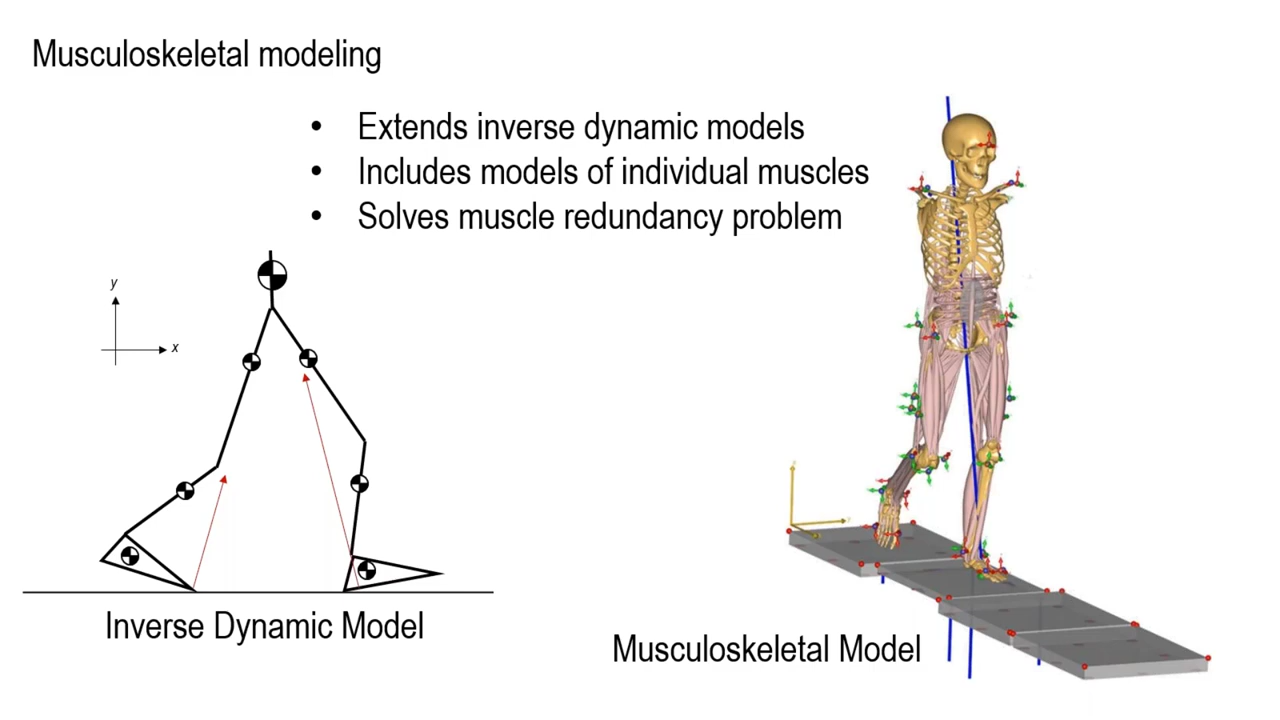 Musculoskeletal modeling
• Extends inverse dynamic models
• Includes models of individual muscles
• Solves muscle redundancy problem
y
x
Inverse Dynamic Model
Musculoskeletal Model